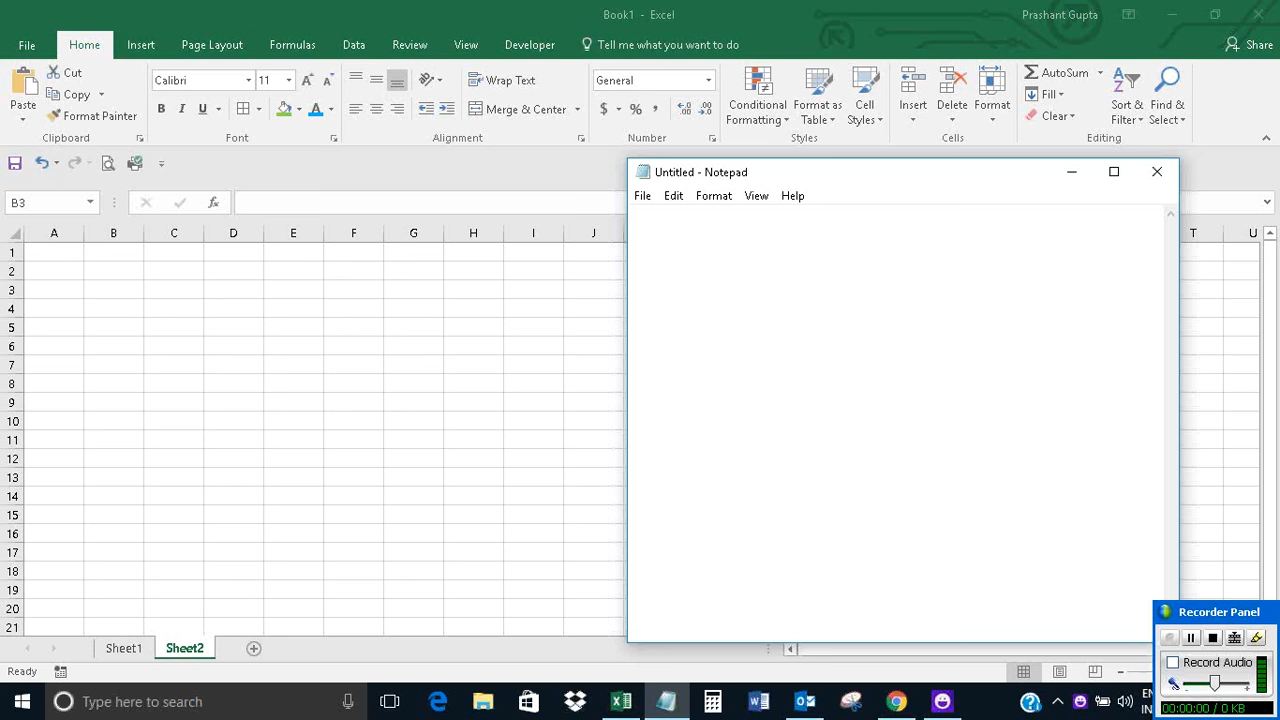 Book1 - Excel
Prashant Gupta
File Home Insert Page Layout Formulas Data Review View Developer Tell me what you want to do Share
Paste
Cut
Copy
Format Painter
Clipboard
Calibri 11
B I U
Font
Wrap Text
Merge & Center
Alignment
General
$ % ,
Number
Conditional Formatting
Format as Table
Cell Styles
Styles
Insert Delete Format
Cells
AutoSum
Fill
Clear
Sort & Filter
Find & Select
Editing
B3
fx
A B C D E F G H I J T U
1
2
3
4
5
6
7
8
9
10
11
12
13
14
15
16
17
18
19
20
21
Untitled - Notepad
File Edit Format View Help
Sheet1 Sheet2
Ready
Recorder Panel
Record Audio
00:00:00 / 0 KB
Type here to search